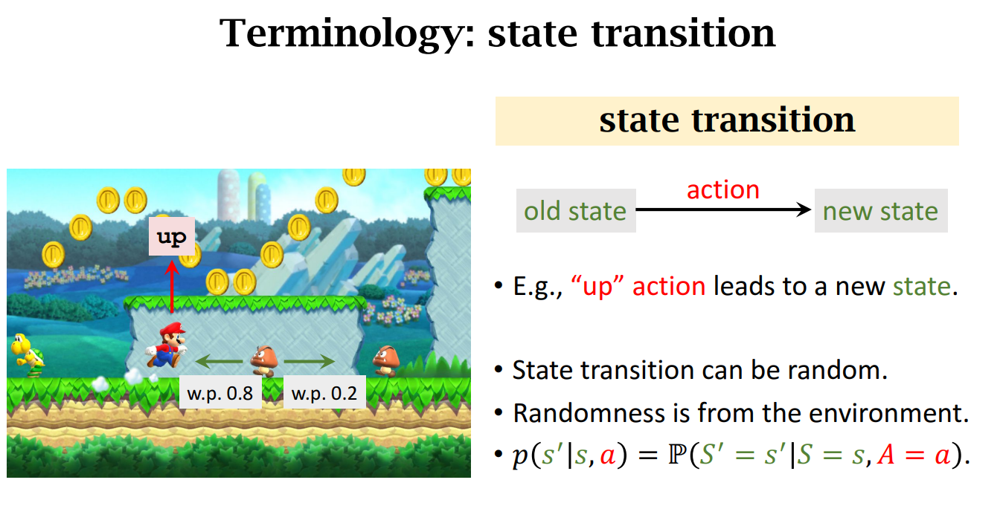 Terminology: state transition
state transition
action
old state
new state
up
• E.g., “up” action leads to a new state.
• State transition can be random.
w.p. 0.8
w.p. 0.2
• Randomness is from the environment.
• p(s′|s, a) = ℙ(S′ = s′|S = s, A = a).